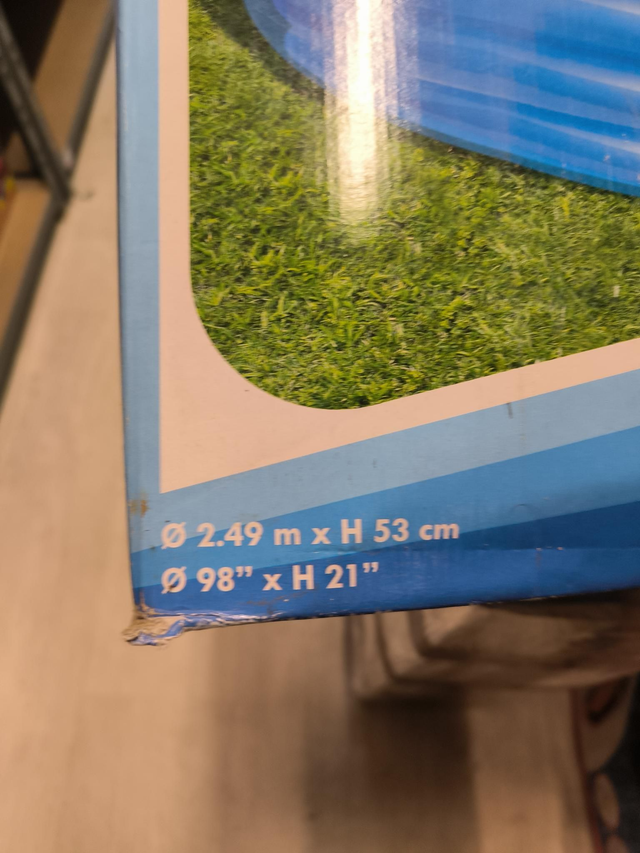 Ø 2.49 m x H 53 cm
Ø 98” x H 21”